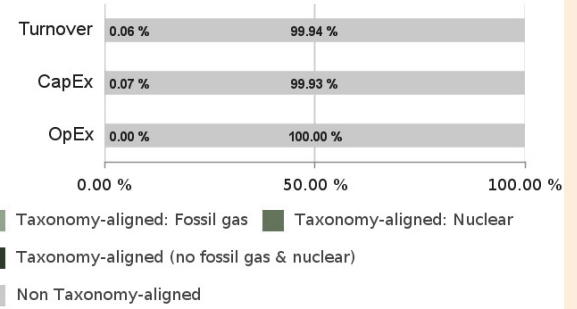 Turnover 0.06 % 99.94 %
CapEx 0.07 % 99.93 %
OpEx 0.00 % 100.00 %
0.00 % 50.00 % 100.00 %
Taxonomy-aligned: Fossil gas Taxonomy-aligned: Nuclear
Taxonomy-aligned (no fossil gas & nuclear)
Non Taxonomy-aligned